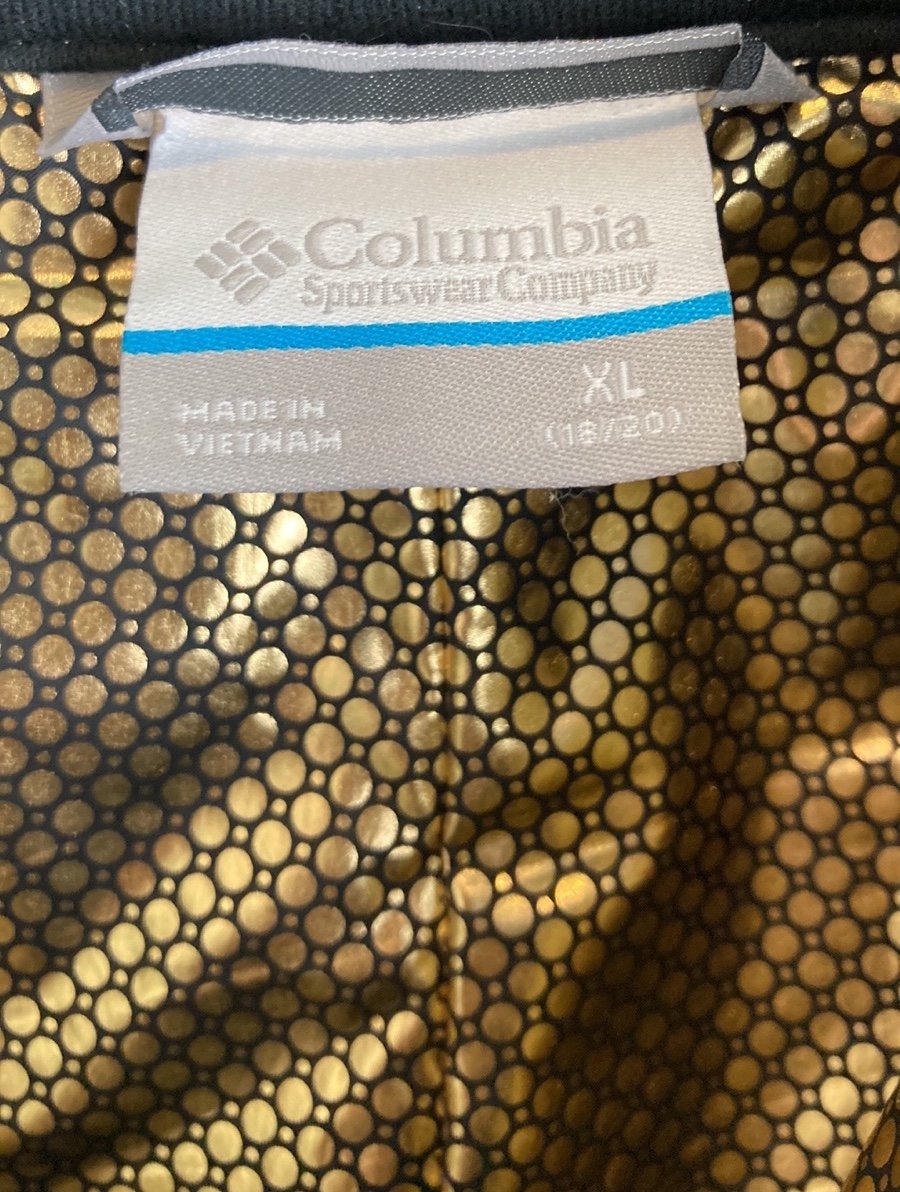 Columbia
Sportswear Company
XL
(18/20)
MADE IN
VIETNAM